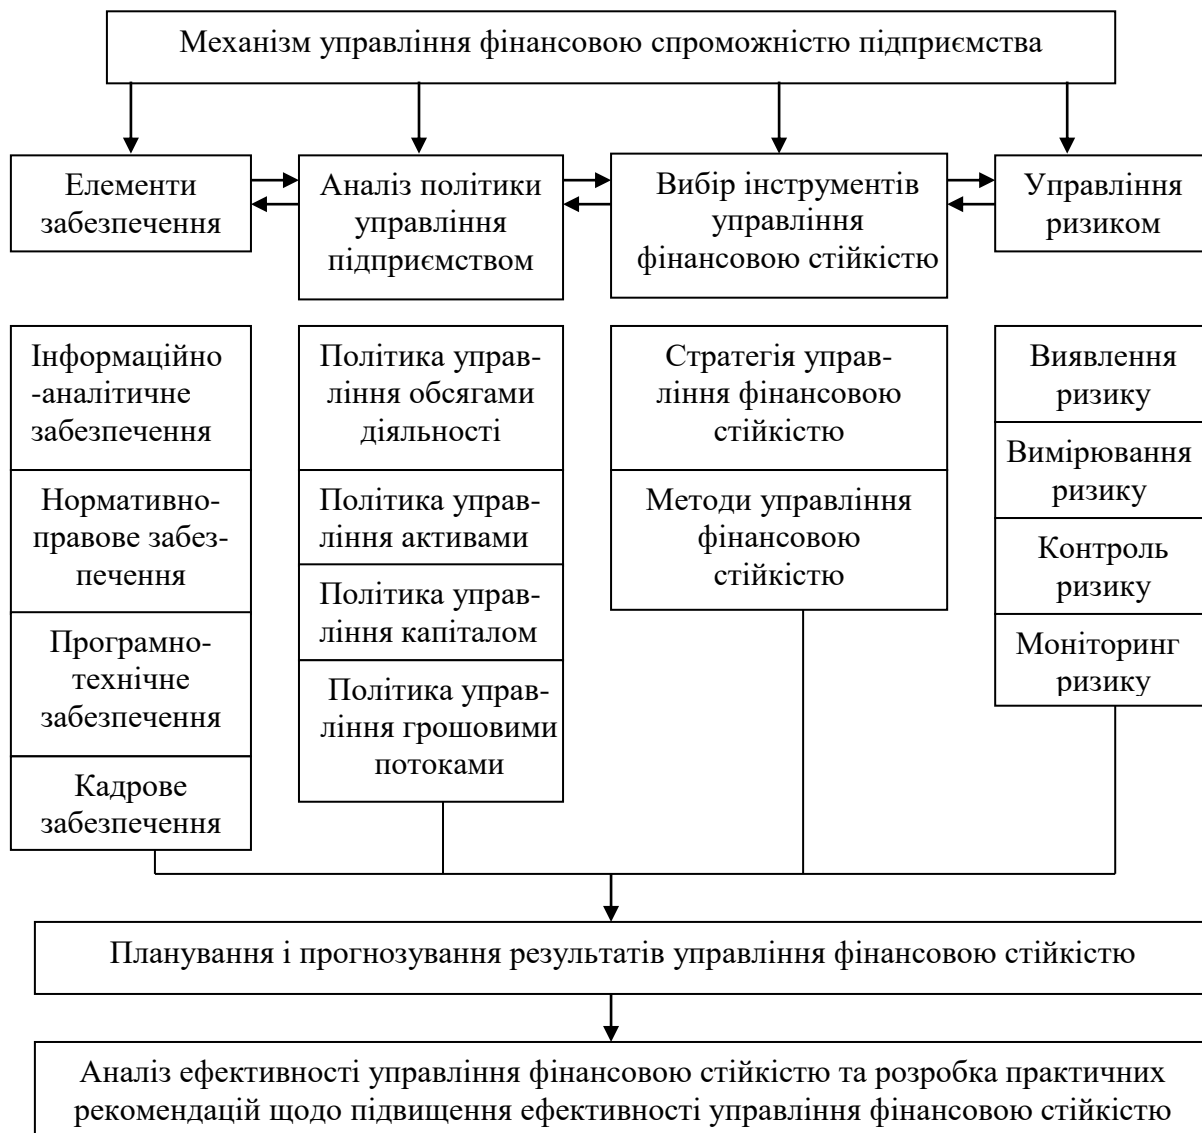 Механізм управління фінансовою спроможністю підприємства
Елементи
забезпечення
Аналіз політики
управління
підприємством
Вибір інструментів
управління
фінансовою стійкістю
Управління
ризиком
Інформаційно
-аналітичне
забезпечення
Нормативно-
правове забез-
печення
Програмно-
технічне
забезпечення
Кадрове
забезпечення
Політика управ-
ління обсягами
діяльності
Політика управ-
ління активами
Політика управ-
ління капіталом
Політика управ-
ління грошовими
потоками
Стратегія управ-
ління фінансовою
стійкістю
Методи управління
фінансовою
стійкістю
Виявлення
ризику
Вимірювання
ризику
Контроль
ризику
Моніторинг
ризику
Планування і прогнозування результатів управління фінансовою стійкістю
Аналіз ефективності управління фінансовою стійкістю та розробка практичних
рекомендацій щодо підвищення ефективності управління фінансовою стійкістю